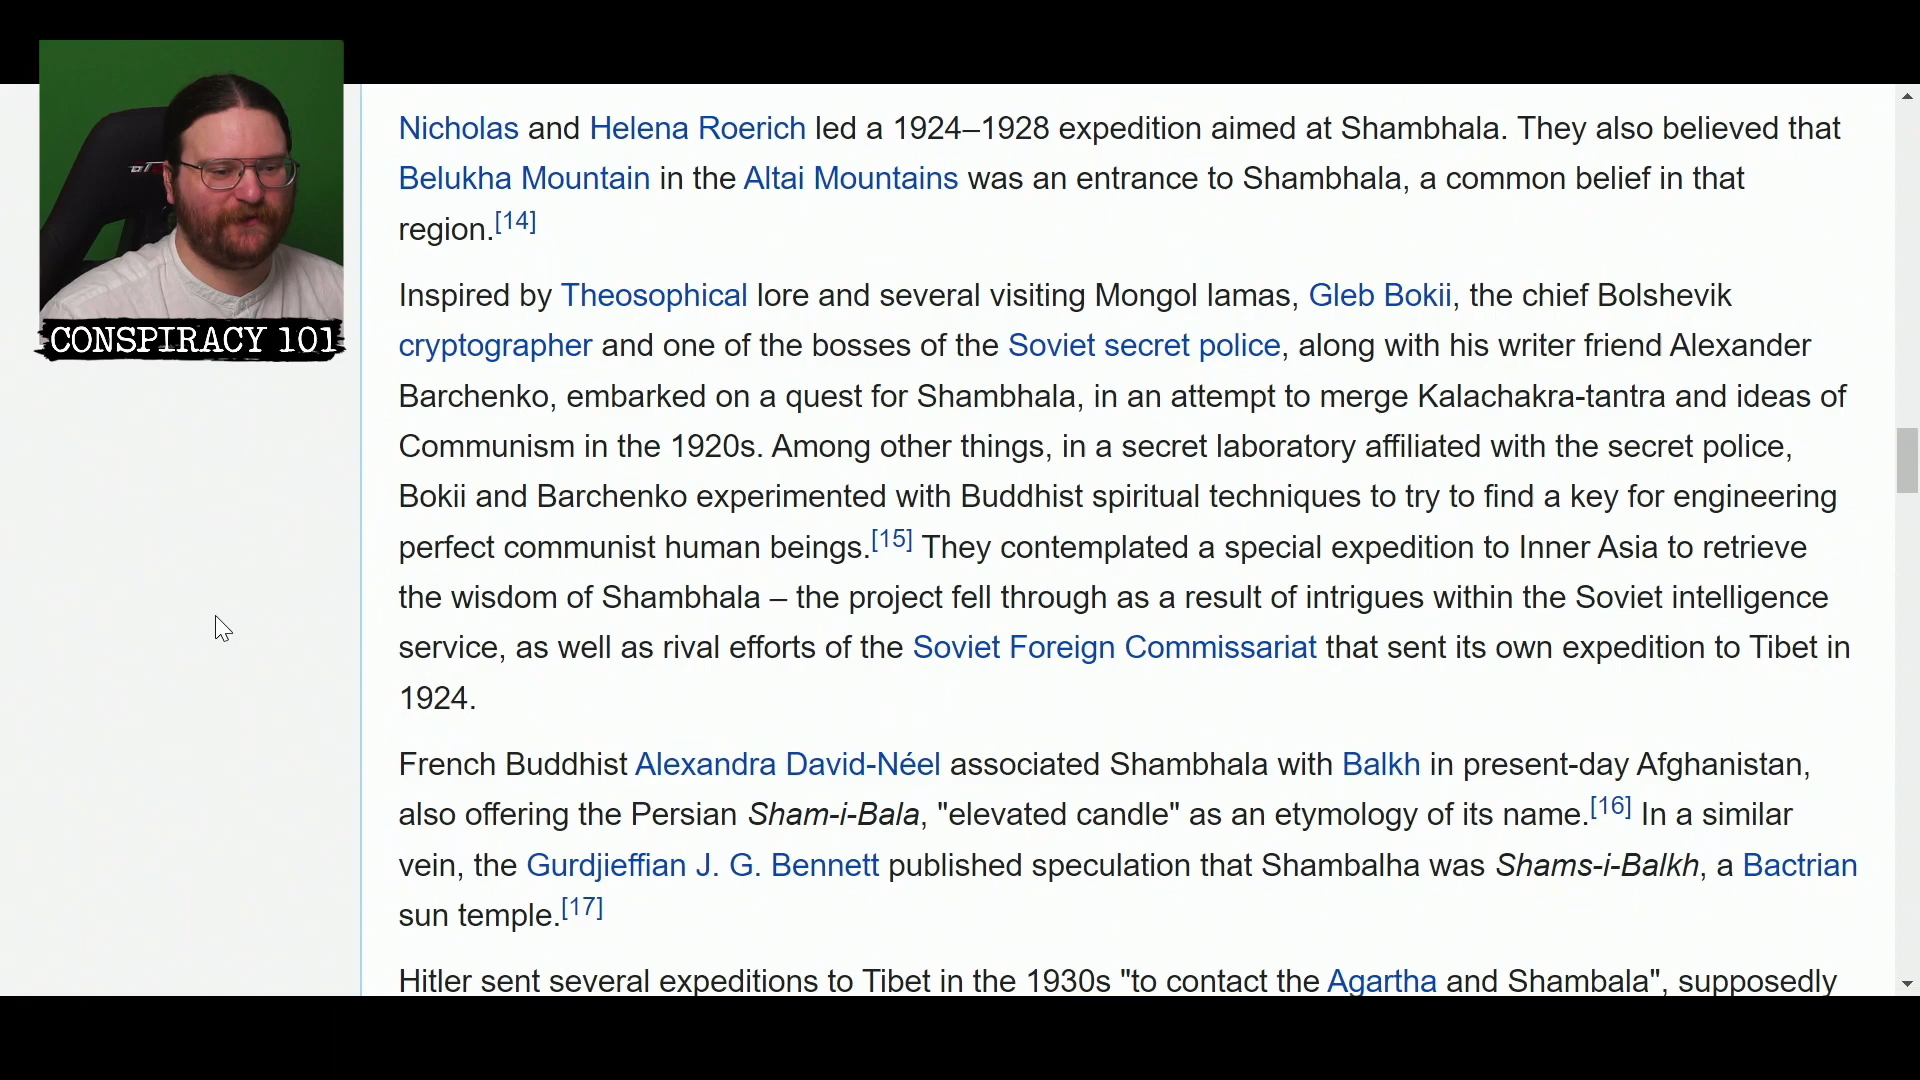 CONSPIRACY 101
Nicholas and Helena Roerich led a 1924–1928 expedition aimed at Shambhala. They also believed that
Belukha Mountain in the Altai Mountains was an entrance to Shambhala, a common belief in that
region.[14]
Inspired by Theosophical lore and several visiting Mongol lamas, Gleb Bokii, the chief Bolshevik
cryptographer and one of the bosses of the Soviet secret police, along with his writer friend Alexander
Barchenko, embarked on a quest for Shambhala, in an attempt to merge Kalachakra-tantra and ideas of
Communism in the 1920s. Among other things, in a secret laboratory affiliated with the secret police,
Bokii and Barchenko experimented with Buddhist spiritual techniques to try to find a key for engineering
perfect communist human beings.[15] They contemplated a special expedition to Inner Asia to retrieve
the wisdom of Shambhala – the project fell through as a result of intrigues within the Soviet intelligence
service, as well as rival efforts of the Soviet Foreign Commissariat that sent its own expedition to Tibet in
1924.
French Buddhist Alexandra David-Néel associated Shambhala with Balkh in present-day Afghanistan,
also offering the Persian Sham-i-Bala, "elevated candle" as an etymology of its name.[16] In a similar
vein, the Gurdjieffian J. G. Bennett published speculation that Shambalha was Shams-i-Balkh, a Bactrian
sun temple.[17]
Hitler sent several expeditions to Tibet in the 1930s "to contact the Agartha and Shambala", supposedly